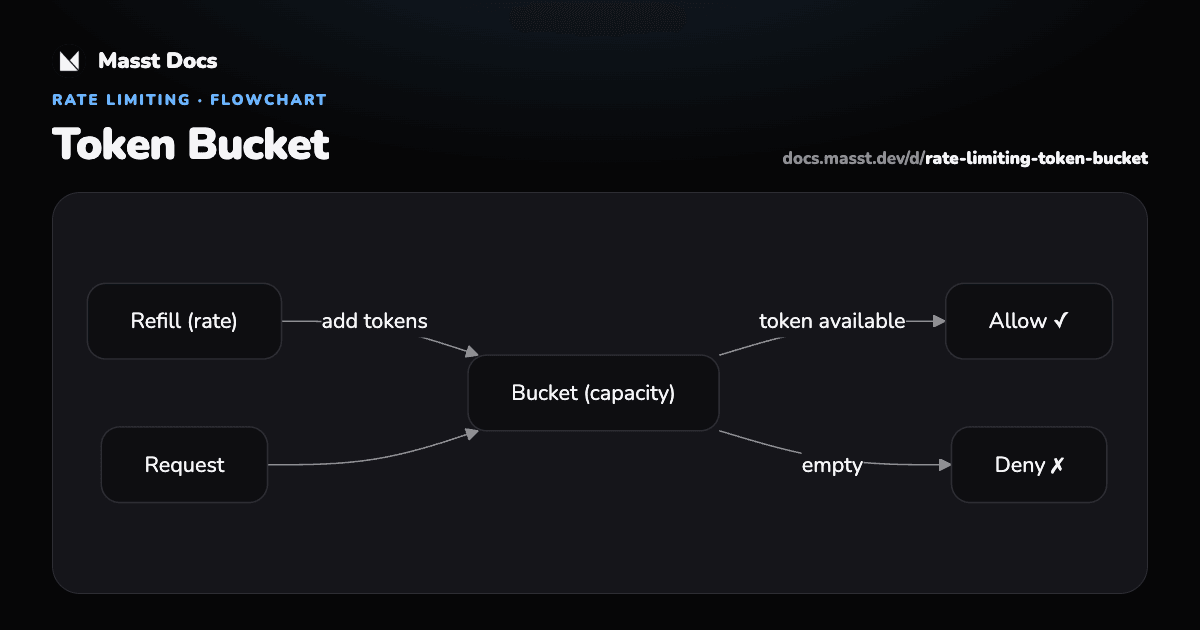 Masst Docs
RATE LIMITING · FLOWCHART
Token Bucket
docs.masst.dev/d/rate-limiting-token-bucket
Refill (rate)
add tokens
token available
Allow ✓
Bucket (capacity)
Request
empty
Deny ✗